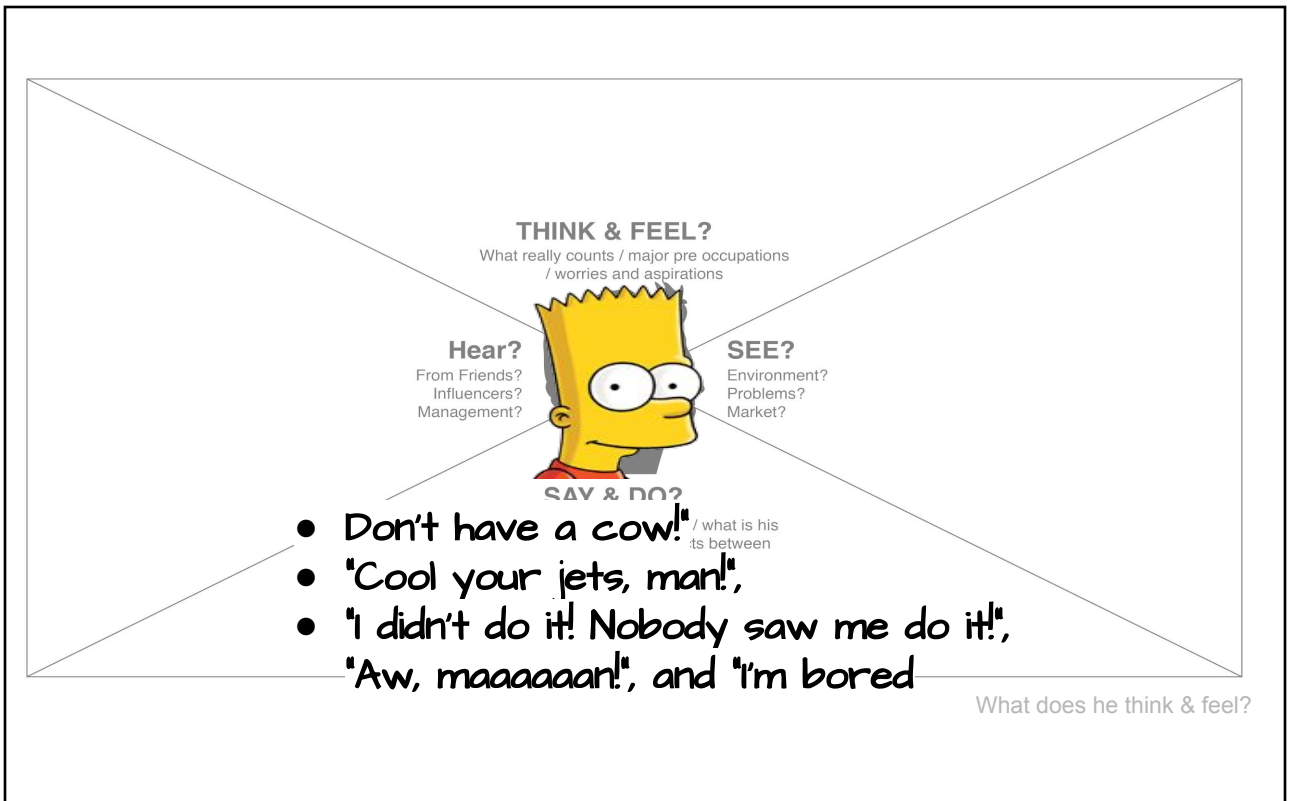 THINK & FEEL?
What really counts / major pre occupations
/ worries and aspirations
Hear?
From Friends?
Influencers?
Management?
SEE?
Environment?
Problems?
Market?
SAY & DO?
/ what is his
between
● Don't have a cow!"
● "Cool your jets, man!",
● "I didn't do it! Nobody saw me do it!",
"Aw, maaaaaan!", and "I'm bored
What does he think & feel?